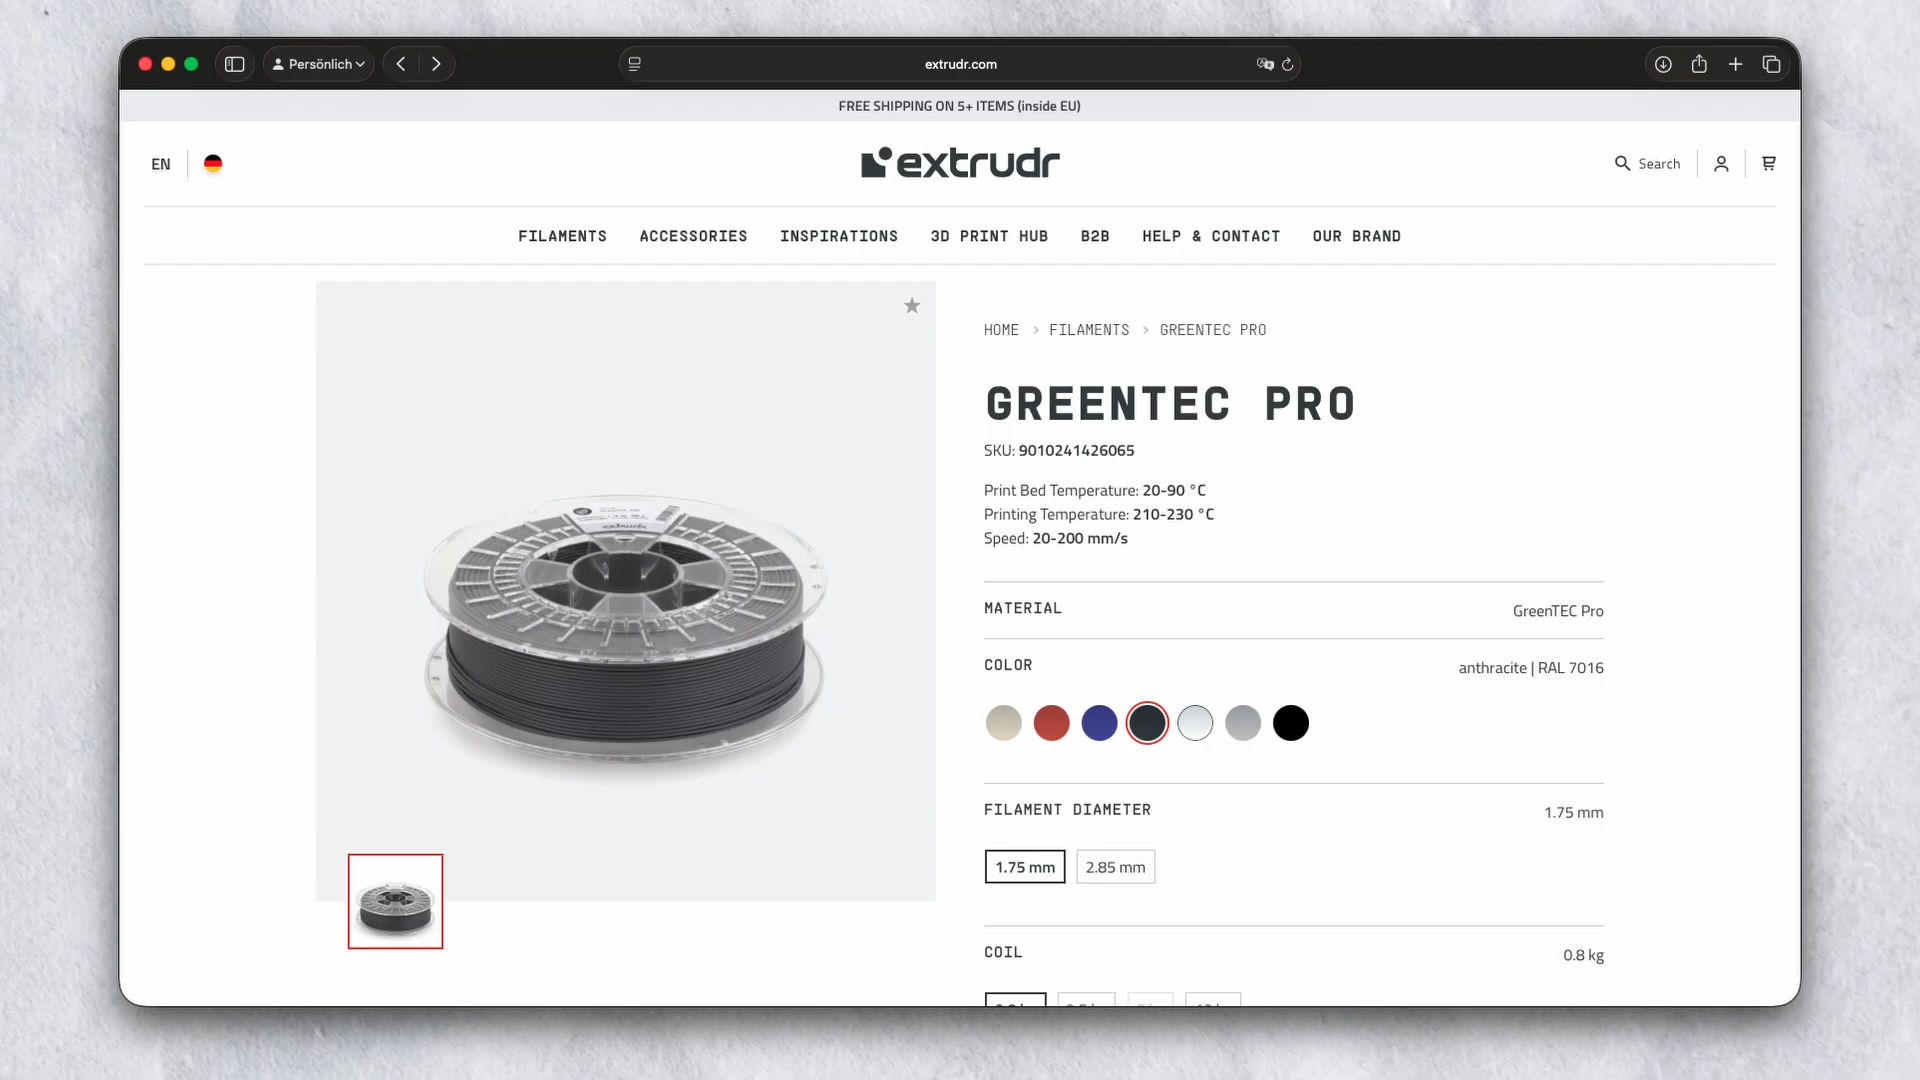 Persönlich
extrudr.com
FREE SHIPPING ON 5+ ITEMS (inside EU)
EN
extrudr
Search
FILAMENTS
ACCESSORIES
INSPIRATIONS
3D PRINT HUB
B2B
HELP & CONTACT
OUR BRAND
HOME > FILAMENTS > GREENTEC PRO
GREENTEC PRO
SKU: 9010241426065
Print Bed Temperature: 20-90 °C
Printing Temperature: 210-230 °C
Speed: 20-200 mm/s
MATERIAL
GreenTEC Pro
COLOR
anthracite | RAL 7016
FILAMENT DIAMETER
1.75 mm
1.75 mm
2.85 mm
COIL
0.8 kg